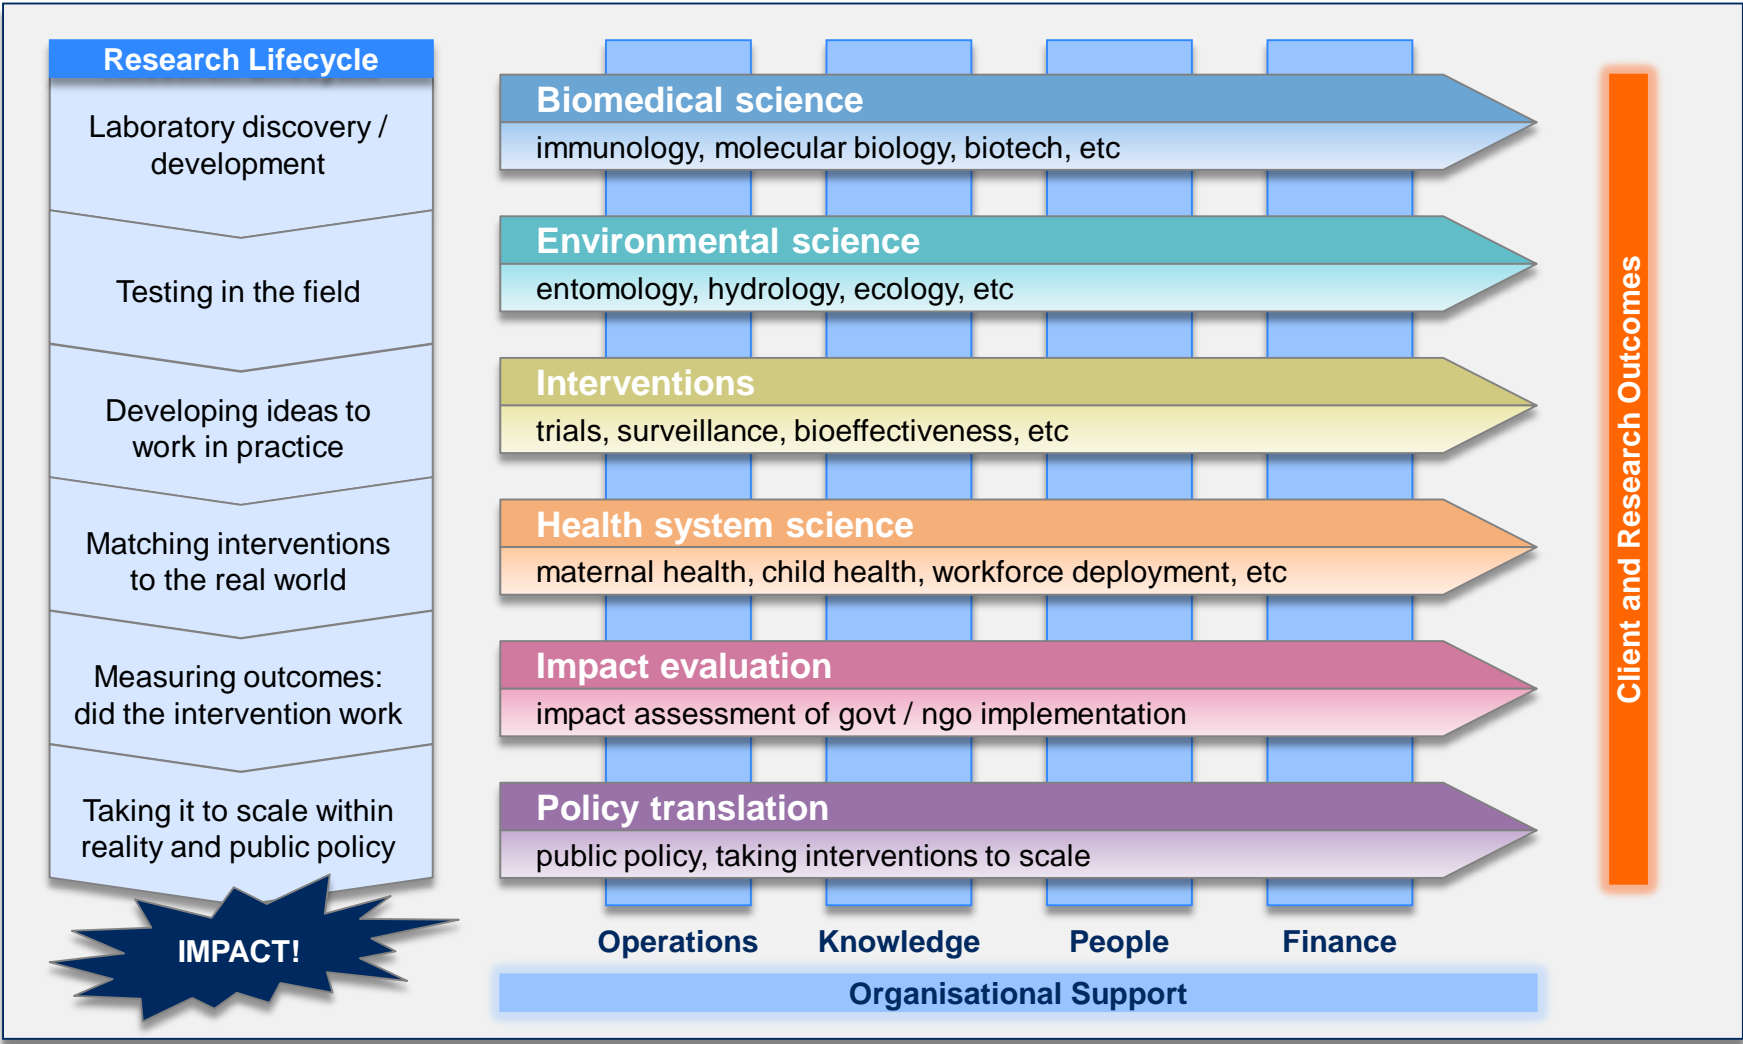 Research Lifecycle
Laboratory discovery /
development
Testing in the field
Developing ideas to
work in practice
Matching interventions
to the real world
Measuring outcomes:
did the intervention work
Taking it to scale within
reality and public policy
IMPACT!
Biomedical science
immunology, molecular biology, biotech, etc
Environmental science
entomology, hydrology, ecology, etc
Interventions
trials, surveillance, bioeffectiveness, etc
Health system science
maternal health, child health, workforce deployment, etc
Impact evaluation
impact assessment of govt / ngo implementation
Policy translation
public policy, taking interventions to scale
Operations Knowledge People Finance
Organisational Support
Client and Research Outcomes